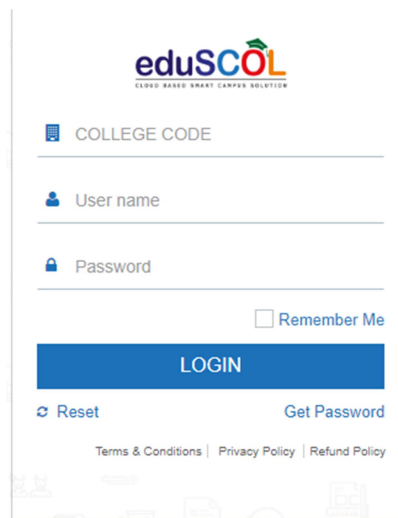 eduSCOL
CLOUD BASED SMART CAMPUS SOLUTION
COLLEGE CODE
User name
Password
Remember Me
LOGIN
Reset Get Password
Terms & Conditions | Privacy Policy | Refund Policy